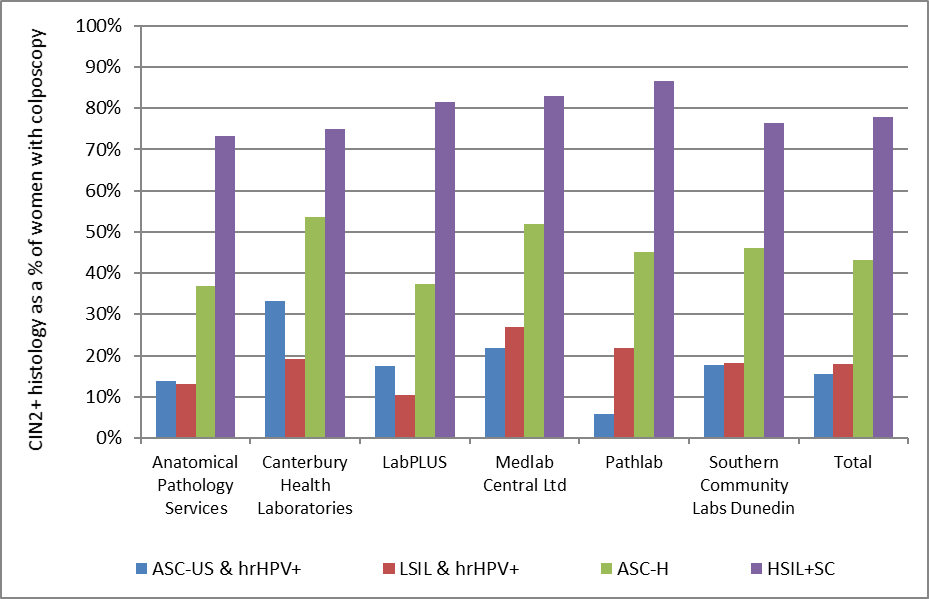 CIN2+ histology as a % of women with colposcopy
100%
90%
80%
70%
60%
50%
40%
30%
20%
10%
0%
Anatomical
Pathology
Services
Canterbury
Health
Laboratories
LabPLUS
Medlab
Central Ltd
Pathlab
Southern
Community
Labs Dunedin
Total
ASC-US & hrHPV+
LSIL & hrHPV+
ASC-H
HSIL+SC